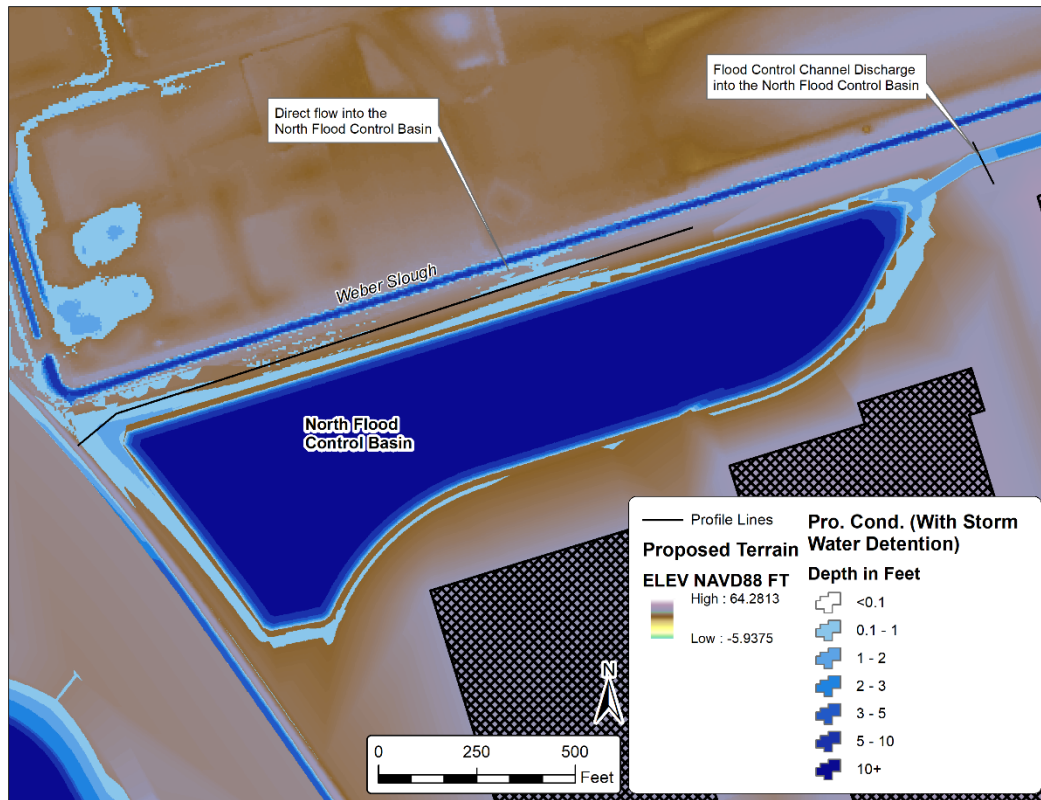 Direct flow into the
North Flood Control Basin
Flood Control Channel Discharge
into the North Flood Control Basin
Weber Slough
North Flood
Control Basin
Profile Lines
Proposed Terrain
ELEV NAVD88 FT
High : 64.2813
Low : -5.9375
Pro. Cond. (With Storm
Water Detention)
Depth in Feet
<0.1
0.1 - 1
1 - 2
2 - 3
3 - 5
5 - 10
10+
N
0 250 500
Feet